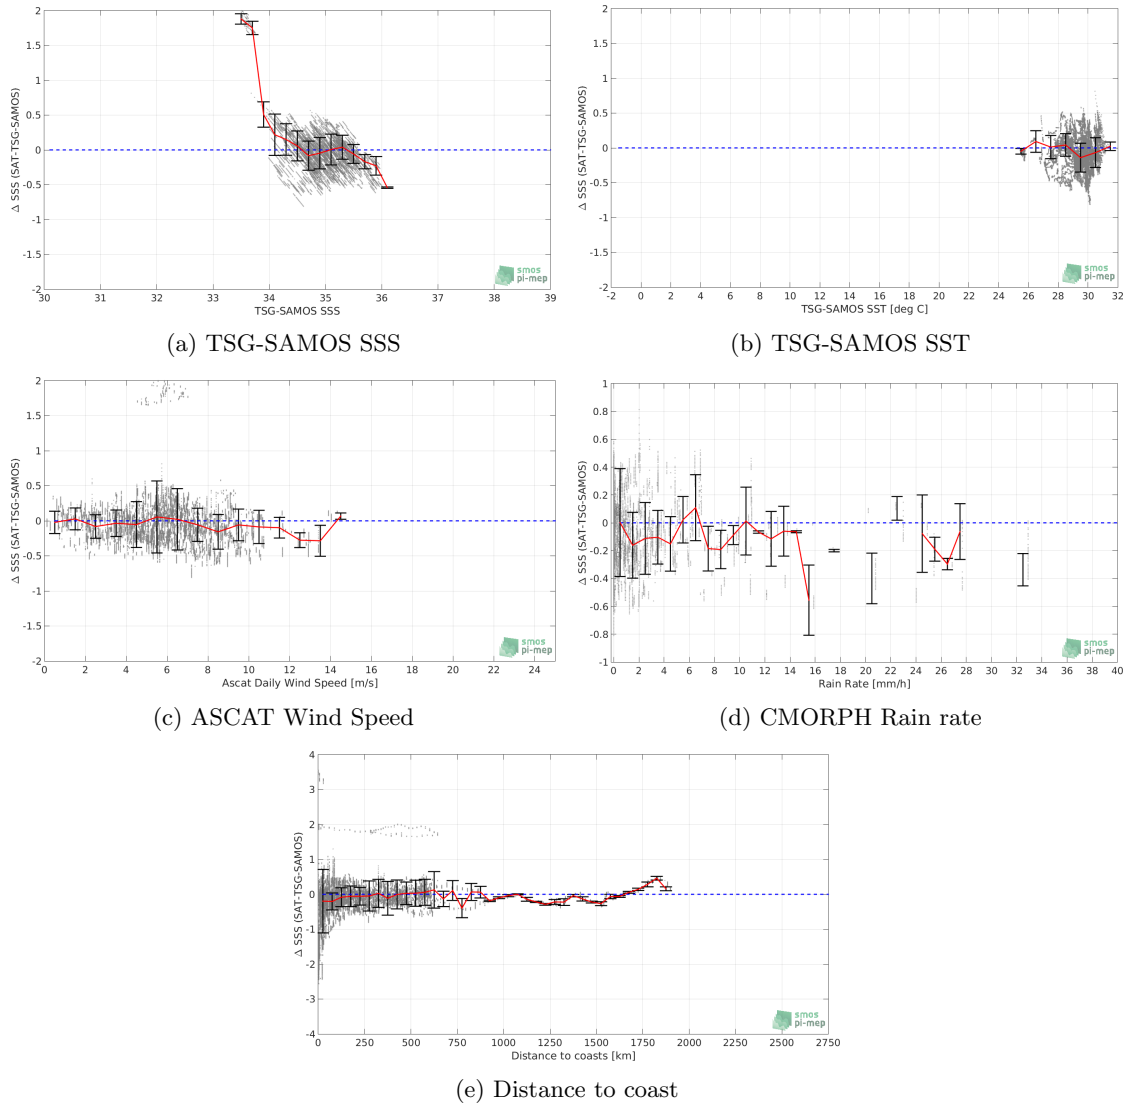 2
1.5
1
0.5
0
-0.5
-1
-1.5
-2
Δ SSS (SAT-TSG-SAMOS)
30 31 32 33 34 35 36 37 38 39
TSG-SAMOS SSS
smos
pi-mep
(a) TSG-SAMOS SSS
2
1.5
1
0.5
0
-0.5
-1
-1.5
-2
Δ SSS (SAT-TSG-SAMOS)
-2 0 2 4 6 8 10 12 14 16 18 20 22 24 26 28 30 32
TSG-SAMOS SST [deg C]
smos
pi-mep
(b) TSG-SAMOS SST
2
1.5
1
0.5
0
-0.5
-1
-1.5
-2
Δ SSS (SAT-TSG-SAMOS)
0 2 4 6 8 10 12 14 16 18 20 22 24
Ascat Daily Wind Speed [m/s]
smos
pi-mep
(c) ASCAT Wind Speed
1
0.8
0.6
0.4
0.2
0
-0.2
-0.4
-0.6
-0.8
-1
Δ SSS (SAT-TSG-SAMOS)
0 2 4 6 8 10 12 14 16 18 20 22 24 26 28 30 32 34 36 38 40
Rain Rate [mm/h]
smos
pi-mep
(d) CMORPH Rain rate
4
3
2
1
0
-1
-2
-3
-4
Δ SSS (SAT-TSG-SAMOS)
0 250 500 750 1000 1250 1500 1750 2000 2250 2500 2750
Distance to coasts [km]
smos
pi-mep
(e) Distance to coast